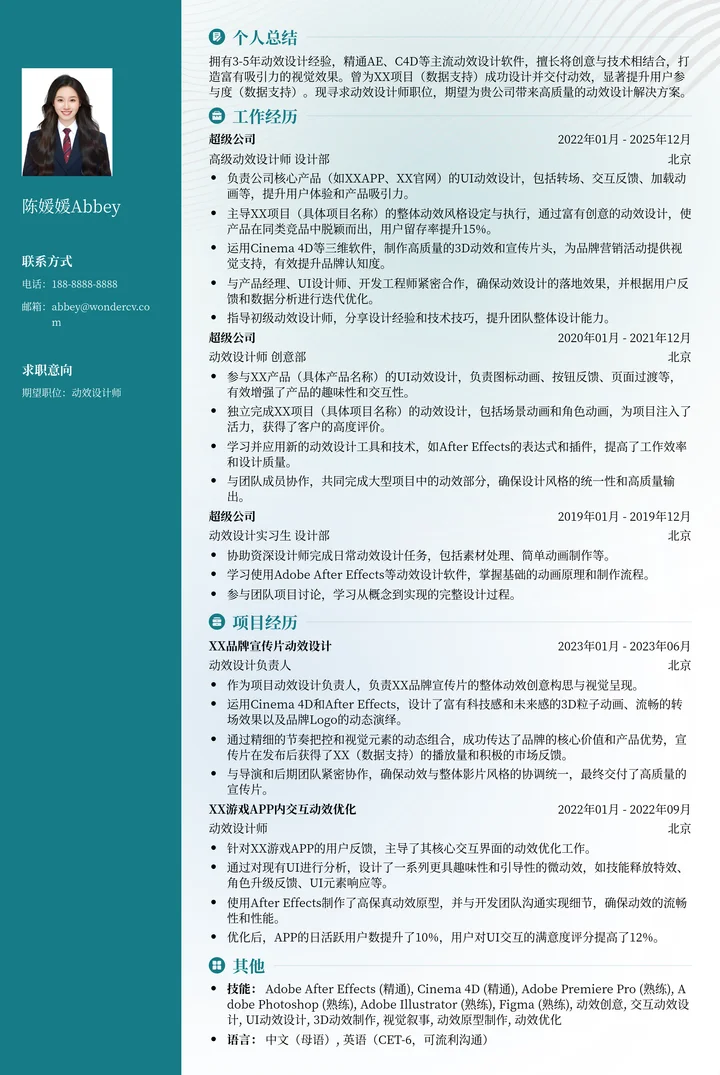 陈媛媛Abbey
联系方式
电话：188-8888-8888
邮箱：abbey@wondercv.co
m
求职意向
期望职位：动效设计师
个人总结
拥有3-5年动效设计经验，精通AE、C4D等主流动效设计软件，擅长将创意与技术相结合，打
造富有吸引力的视觉效果。曾为XX项目（数据支持）成功设计并交付动效，显著提升用户参
与度（数据支持）。现寻求动效设计师职位，期望为贵公司带来高质量的动效设计解决方案。
工作经历
超级公司 2022年01月 - 2025年12月
高级动效设计师 设计部 北京
• 负责公司核心产品（如XXAPP、XX官网）的UI动效设计，包括转场、交互反馈、加载动
画等，提升用户体验和产品吸引力。
• 主导XX项目（具体项目名称）的整体动效风格设定与执行，通过富有创意的动效设计，使
产品在同类竞品中脱颖而出，用户留存率提升15%。
• 运用Cinema 4D等三维软件，制作高质量的3D动效和宣传片头，为品牌营销活动提供视
觉支持，有效提升品牌认知度。
• 与产品经理、UI设计师、开发工程师紧密合作，确保动效设计的落地效果，并根据用户反
馈和数据分析进行迭代优化。
• 指导初级动效设计师，分享设计经验和技术技巧，提升团队整体设计能力。
超级公司 2020年01月 - 2021年12月
动效设计师 创意部 北京
• 参与XX产品（具体产品名称）的UI动效设计，负责图标动画、按钮反馈、页面过渡等，
有效增强了产品的趣味性和交互性。
• 独立完成XX项目（具体项目名称）的动效设计，包括场景动画和角色动画，为项目注入了
活力，获得了客户的高度评价。
• 学习并应用新的动效设计工具和技术，如After Effects的表达式和插件，提高了工作效率
和设计质量。
• 与团队成员协作，共同完成大型项目中的动效部分，确保设计风格的统一性和高质量输
出。
超级公司 2019年01月 - 2019年12月
动效设计实习生 设计部 北京
• 协助资深设计师完成日常动效设计任务，包括素材处理、简单动画制作等。
• 学习使用Adobe After Effects等动效设计软件，掌握基础的动画原理和制作流程。
• 参与团队项目讨论，学习从概念到实现的完整设计过程。
项目经历
XX品牌宣传片动效设计 2023年01月 - 2023年06月
动效设计负责人 北京
• 作为项目动效设计负责人，负责XX品牌宣传片的整体动效创意构思与视觉呈现。
• 运用Cinema 4D和After Effects，设计了富有科技感和未来感的3D粒子动画、流畅的转
场效果以及品牌Logo的动态演绎。
• 通过精细的节奏把控和视觉元素的动态组合，成功传达了品牌的核心价值和产品优势，宣
传片在发布后获得了XX（数据支持）的播放量和积极的市场反馈。
• 与导演和后期团队紧密协作，确保动效与整体影片风格的协调统一，最终交付了高质量的
宣传片。
XX游戏APP内交互动效优化 2022年01月 - 2022年09月
动效设计师 北京
• 针对XX游戏APP的用户反馈，主导了其核心交互界面的动效优化工作。
• 通过对现有UI进行分析，设计了一系列更具趣味性和引导性的微动效，如技能释放特效、
角色升级反馈、UI元素响应等。
• 使用After Effects制作了高保真动效原型，并与开发团队沟通实现细节，确保动效的流畅
性和性能。
• 优化后，APP的日活跃用户数提升了10%，用户对UI交互的满意度评分提高了12%。
其他
• 技能： Adobe After Effects (精通), Cinema 4D (精通), Adobe Premiere Pro (熟练), A
dobe Photoshop (熟练), Adobe Illustrator (熟练), Figma (熟练), 动效创意, 交互动效设
计, UI动效设计, 3D动效制作, 视觉叙事, 动效原型制作, 动效优化
• 语言： 中文（母语）, 英语（CET-6，可流利沟通）